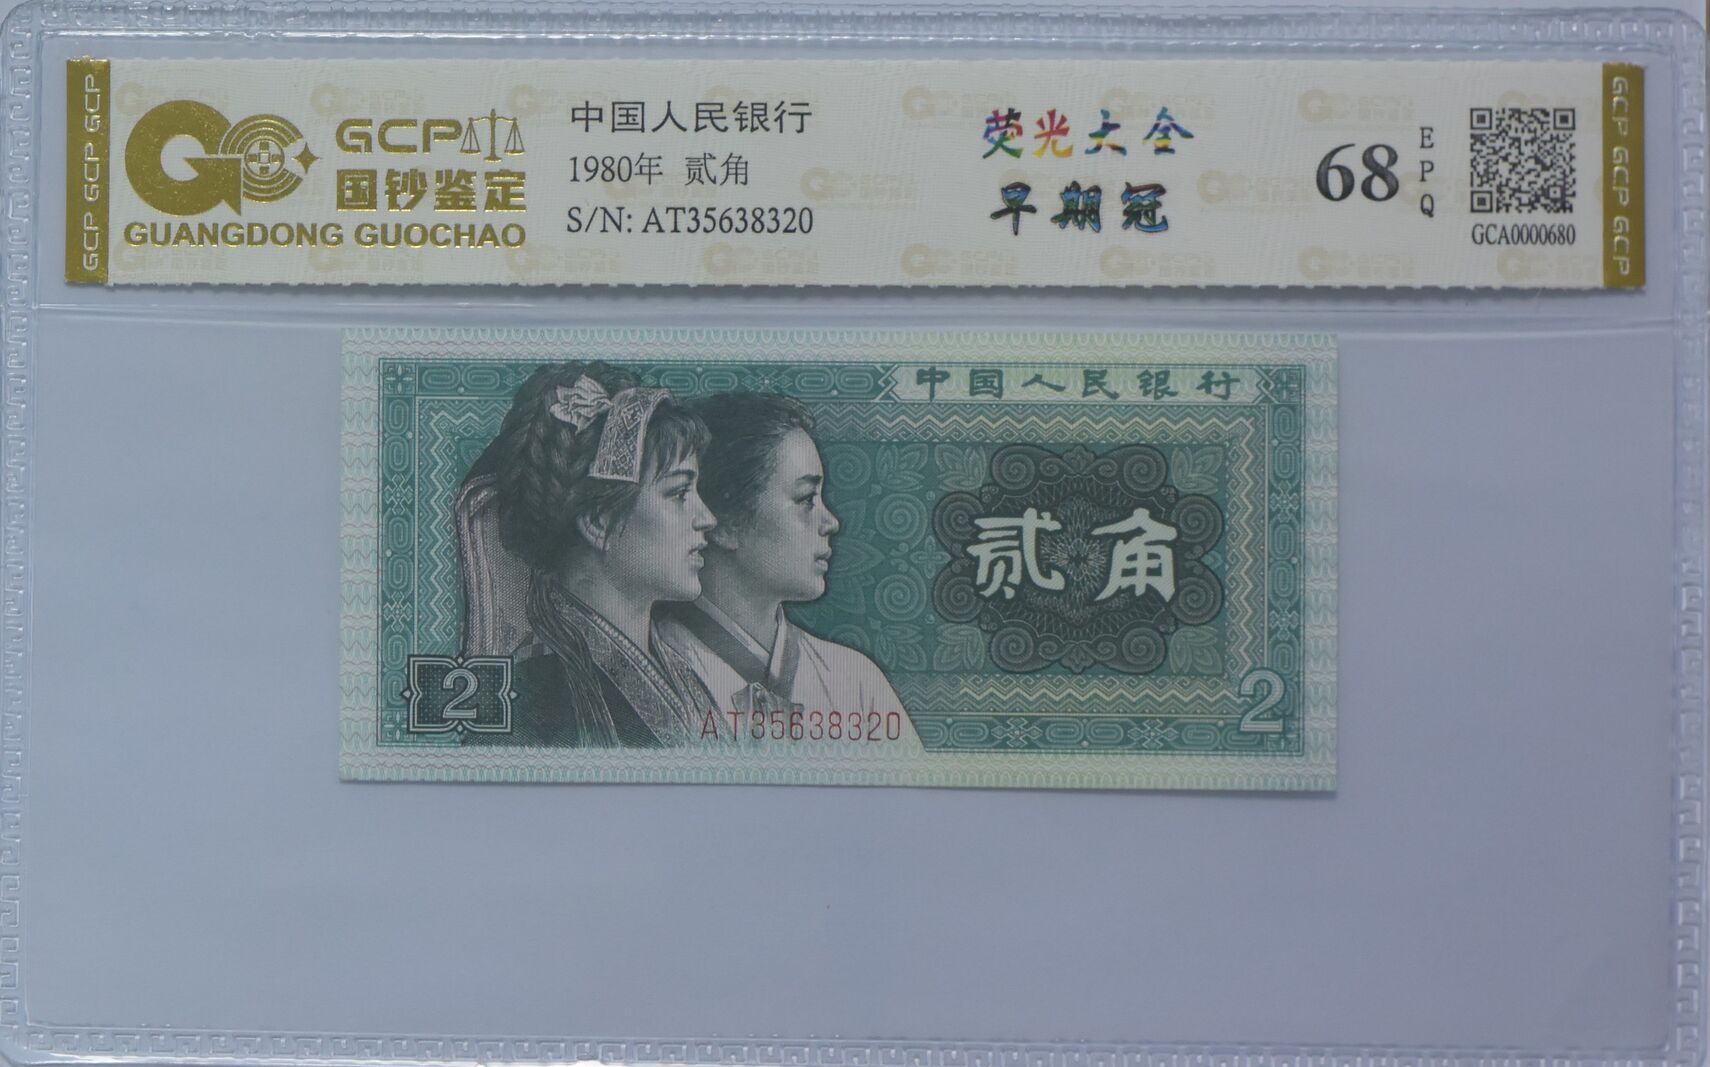 GCP GCP GCP
GCP
国钞鉴定
GUANGDONG GUOCHAO
中国人民银行
1980年 贰角
S/N: AT35638320
荧光大全
早期冠
68
EPQ
GCA0000680
GCP GCP GCP
中国人民银行
贰角
2
2
AT35638320